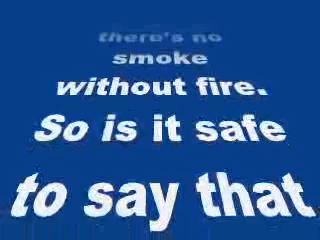 there's no
smoke
without fire.
So is it safe
to say that